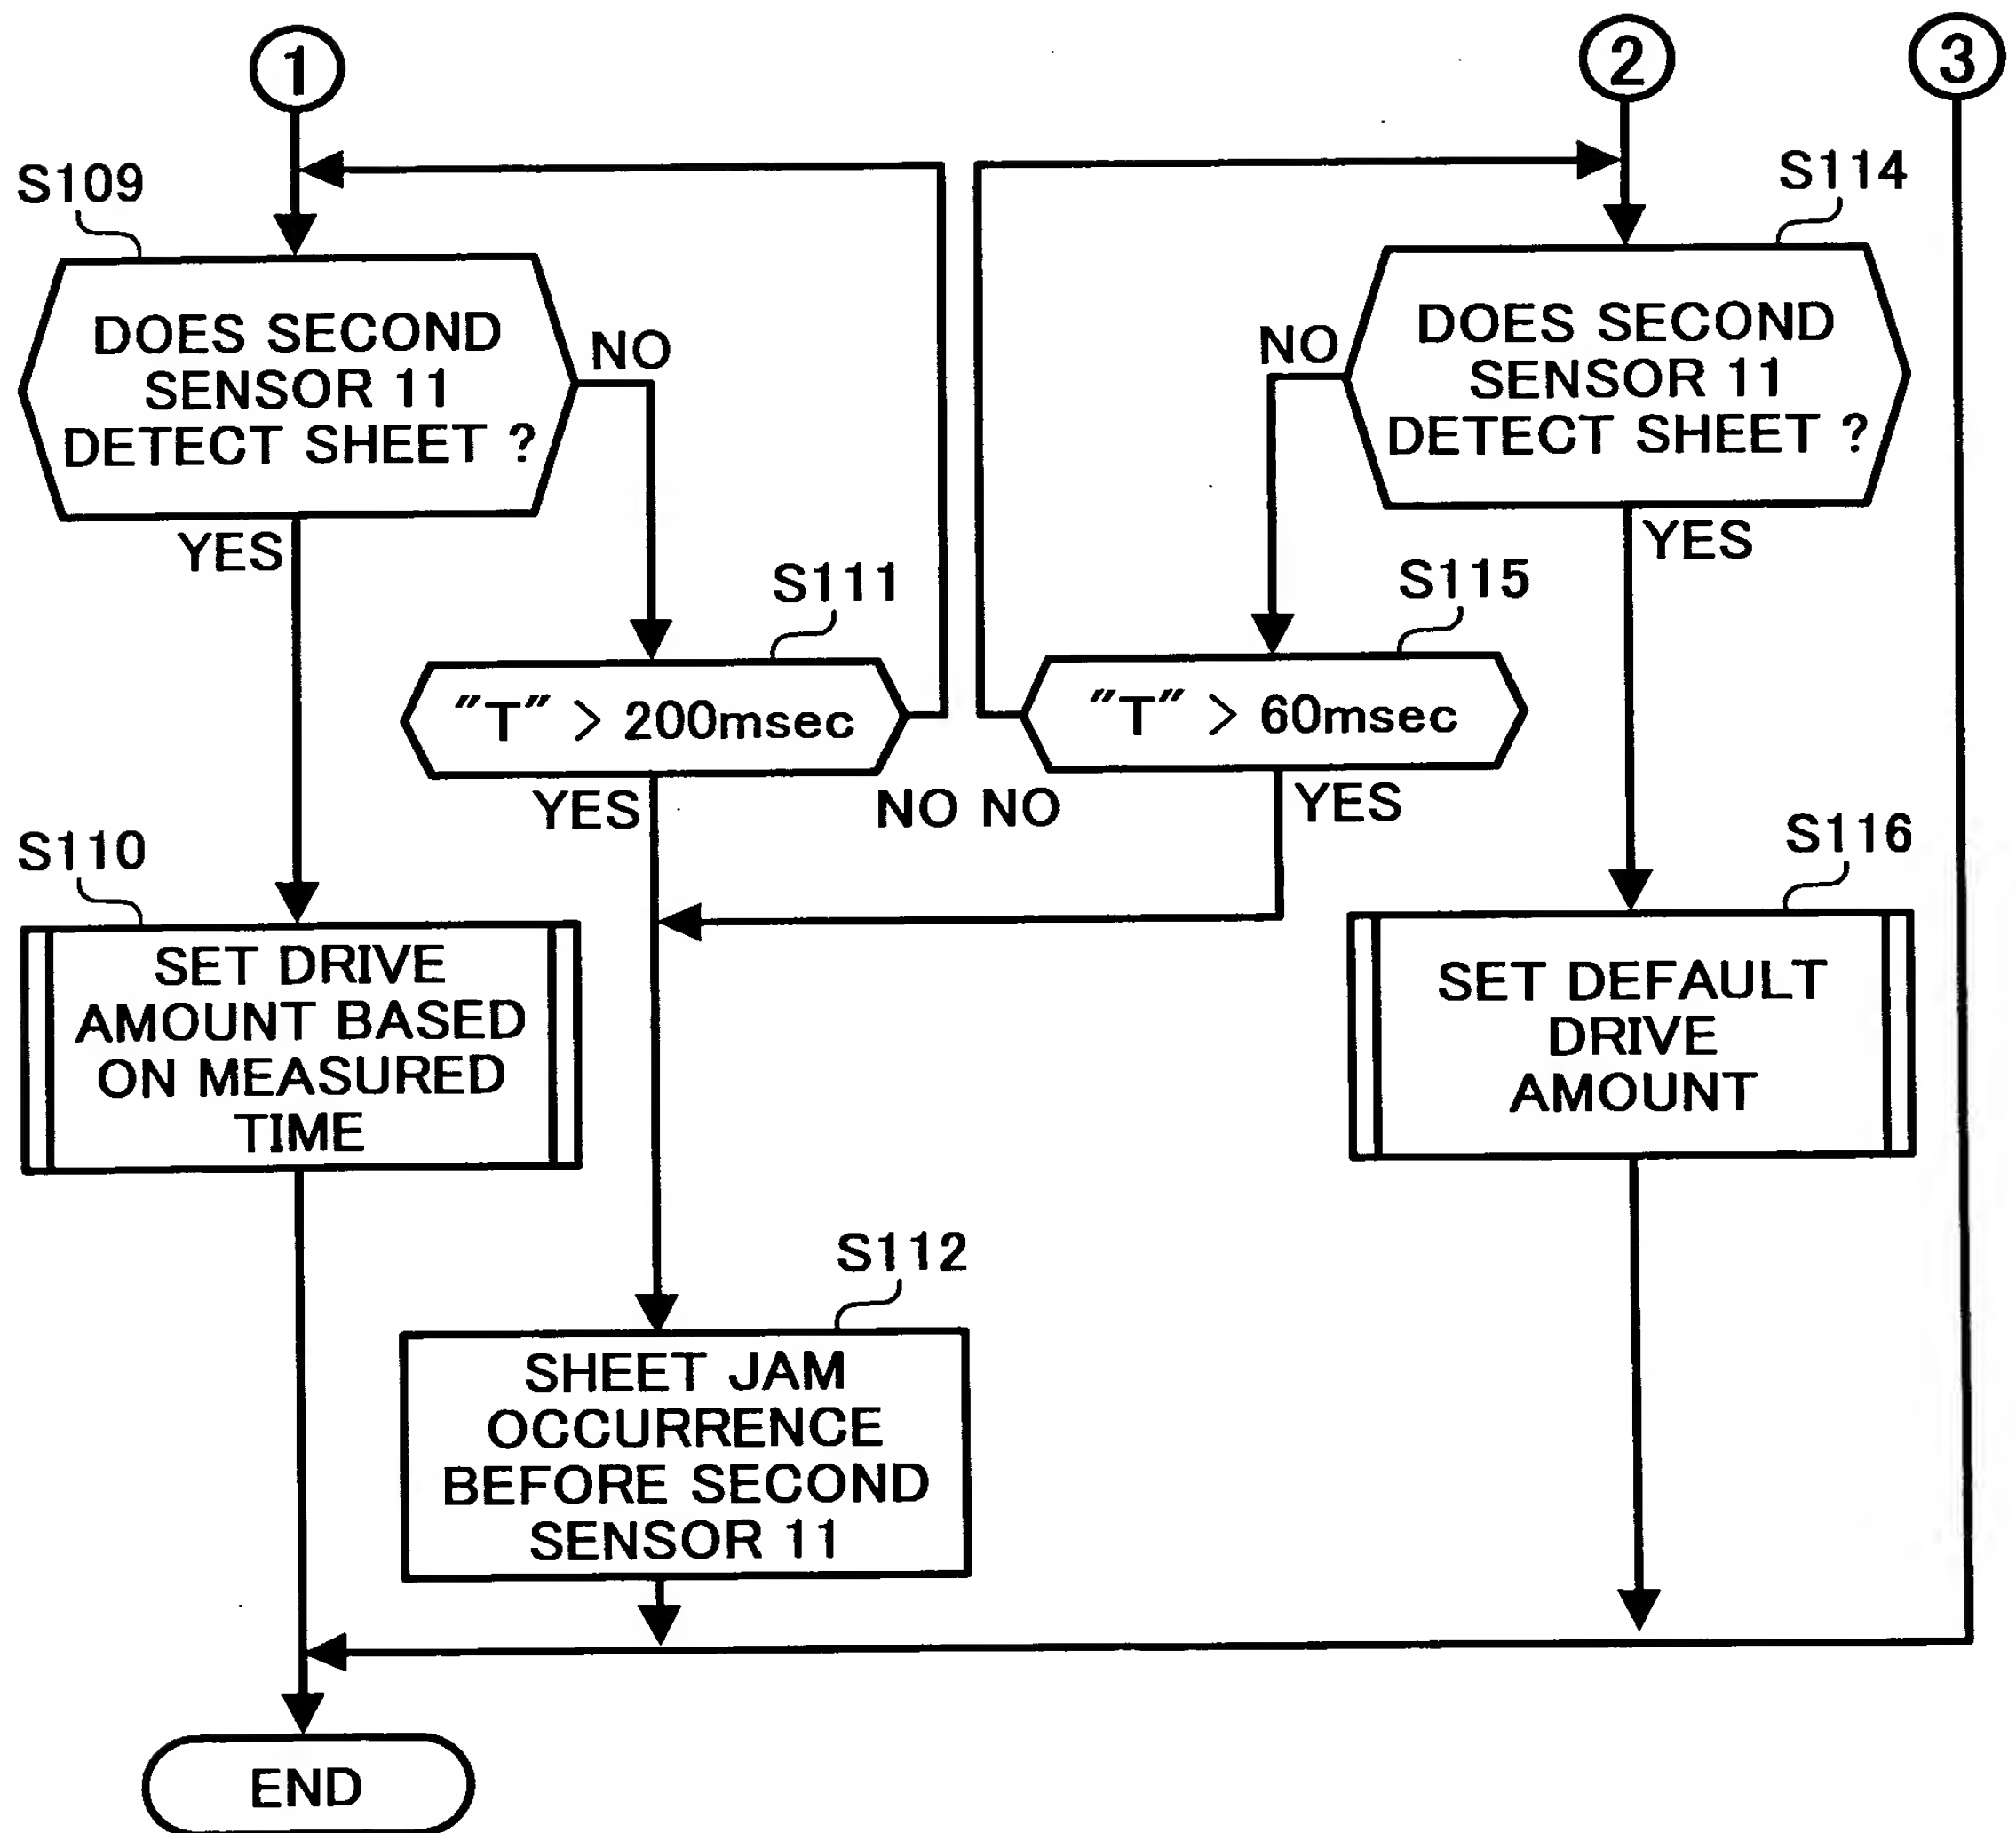 1
2
3
S109
DOES SECOND
SENSOR 11
DETECT SHEET ?
NO
YES
S114
DOES SECOND
SENSOR 11
DETECT SHEET ?
NO
YES
S111
"T" > 200msec
YES
NO
S115
"T" > 60msec
NO
YES
S110
SET DRIVE
AMOUNT BASED
ON MEASURED
TIME
S116
SET DEFAULT
DRIVE
AMOUNT
S112
SHEET JAM
OCCURRENCE
BEFORE SECOND
SENSOR 11
END